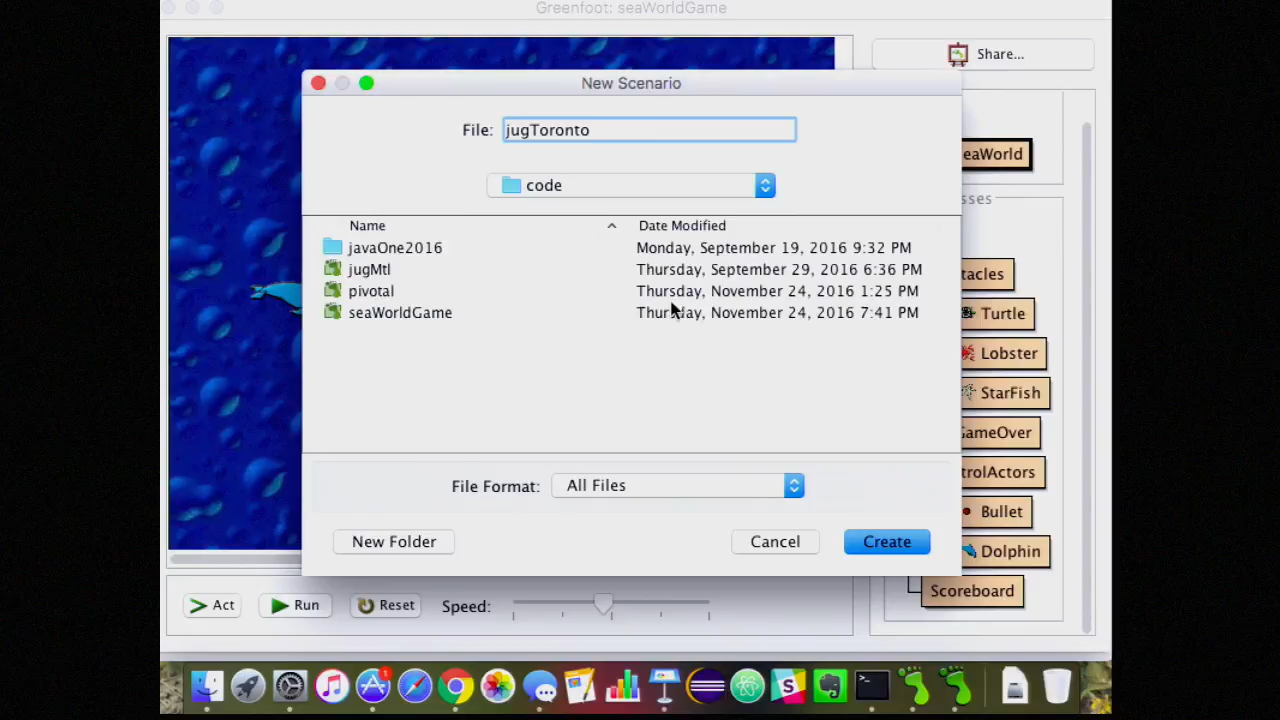 Greenfoot: seaWorldGame
Share...
New Scenario
File: jugToronto
code
Name Date Modified
javaOne2016 Monday, September 19, 2016 9:32 PM
jugMtl Thursday, September 29, 2016 6:36 PM
pivotal Thursday, November 24, 2016 1:25 PM
seaWorldGame Thursday, November 24, 2016 7:41 PM
File Format: All Files
New Folder Cancel Create
eaWorld
sses
tacles
Turtle
Lobster
StarFish
GameOver
trolActors
Bullet
Dolphin
Scoreboard
Act Run Reset Speed:
1